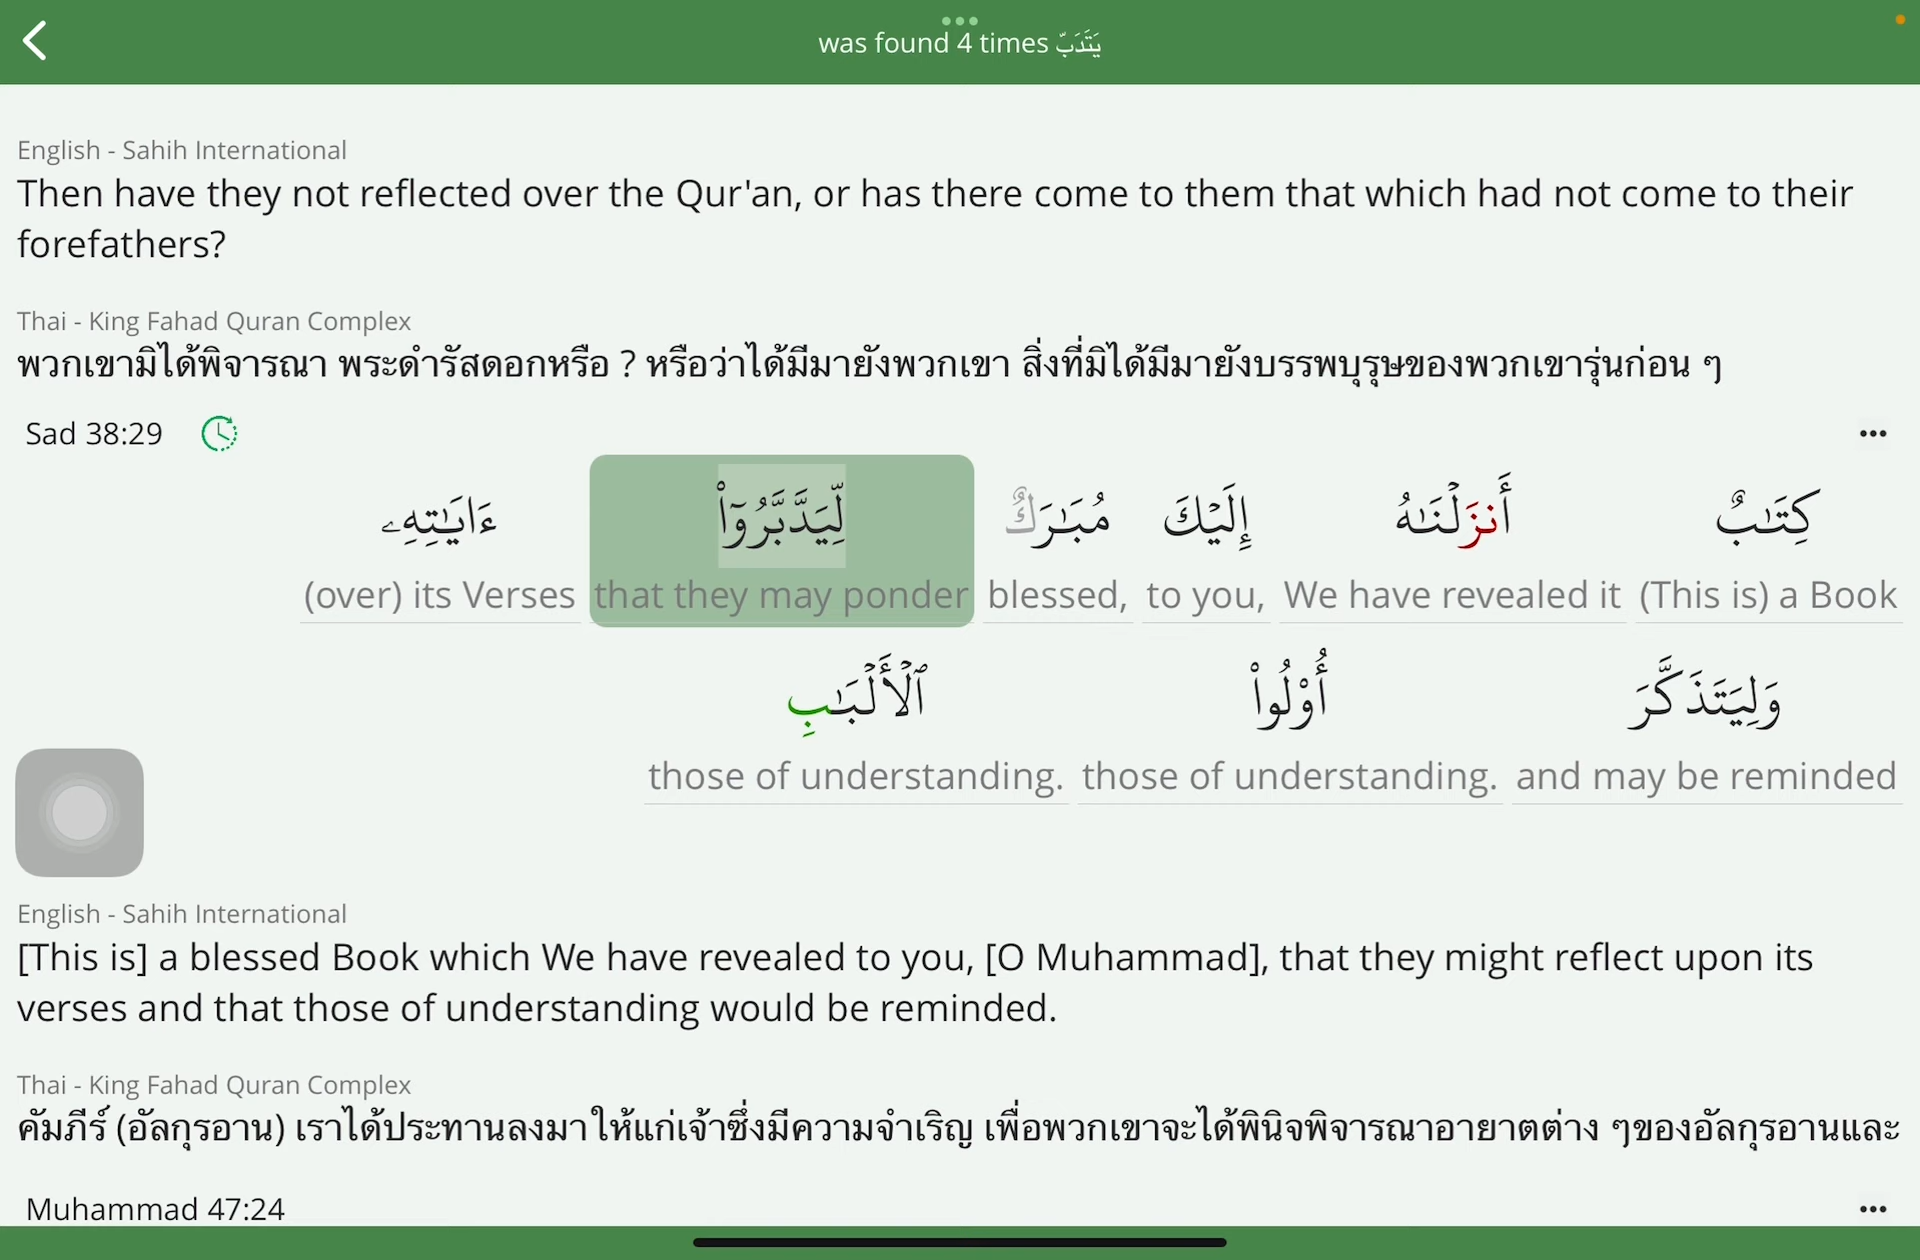 was found 4 times يَتَدَبّ
English - Sahih International
Then have they not reflected over the Qur'an, or has there come to them that which had not come to their
forefathers?
Thai - King Fahad Quran Complex
พวกเขามิได้พิจารณา พระดำรัสดอกหรือ ? หรือว่าได้มีมายังพวกเขา สิ่งที่มิได้มีมายังบรรพบุรุษของพวกเขารุ่นก่อน ๆ
Sad 38:29
كِتَـٰبٌ أَنزَلْنَـٰهُ إِلَيْكَ مُبَـٰرَكٌ لِّيَدَّبَّرُوٓا۟ ءَايَـٰتِهِۦ
(over) its Verses that they may ponder blessed, to you, We have revealed it (This is) a Book
وَلِيَتَذَكَّرَ أُو۟لُوا۟ ٱلْأَلْبَـٰبِ
those of understanding. those of understanding. and may be reminded
English - Sahih International
[This is] a blessed Book which We have revealed to you, [O Muhammad], that they might reflect upon its
verses and that those of understanding would be reminded.
Thai - King Fahad Quran Complex
คัมภีร์ (อัลกุรอาน) เราได้ประทานลงมาให้แก่เจ้าซึ่งมีความจำเริญ เพื่อพวกเขาจะได้พินิจพิจารณาอายาตต่าง ๆของอัลกุรอานและ
Muhammad 47:24